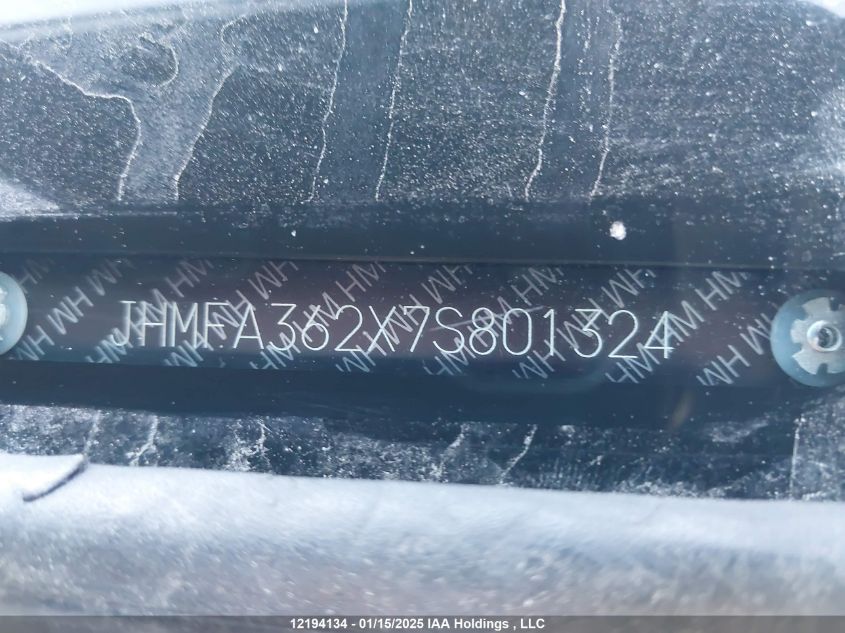 JHMFA362X7S801324
12194134 - 01/15/2025 IAA Holdings , LLC